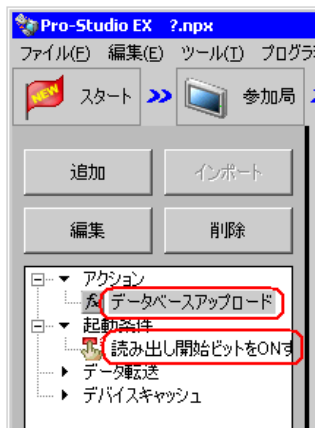 Pro-Studio EX ?.npx
ファイル(F) 編集(E) ツール(T) プログラ
NEW スタート 参加局
追加 インポート
編集 削除
アクション
fx データベースアップロード
起動条件
読み出し開始ビットをONす
データ転送
デバイスキャッシュ